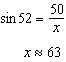 sin 52 = 50/x
x ≈ 63